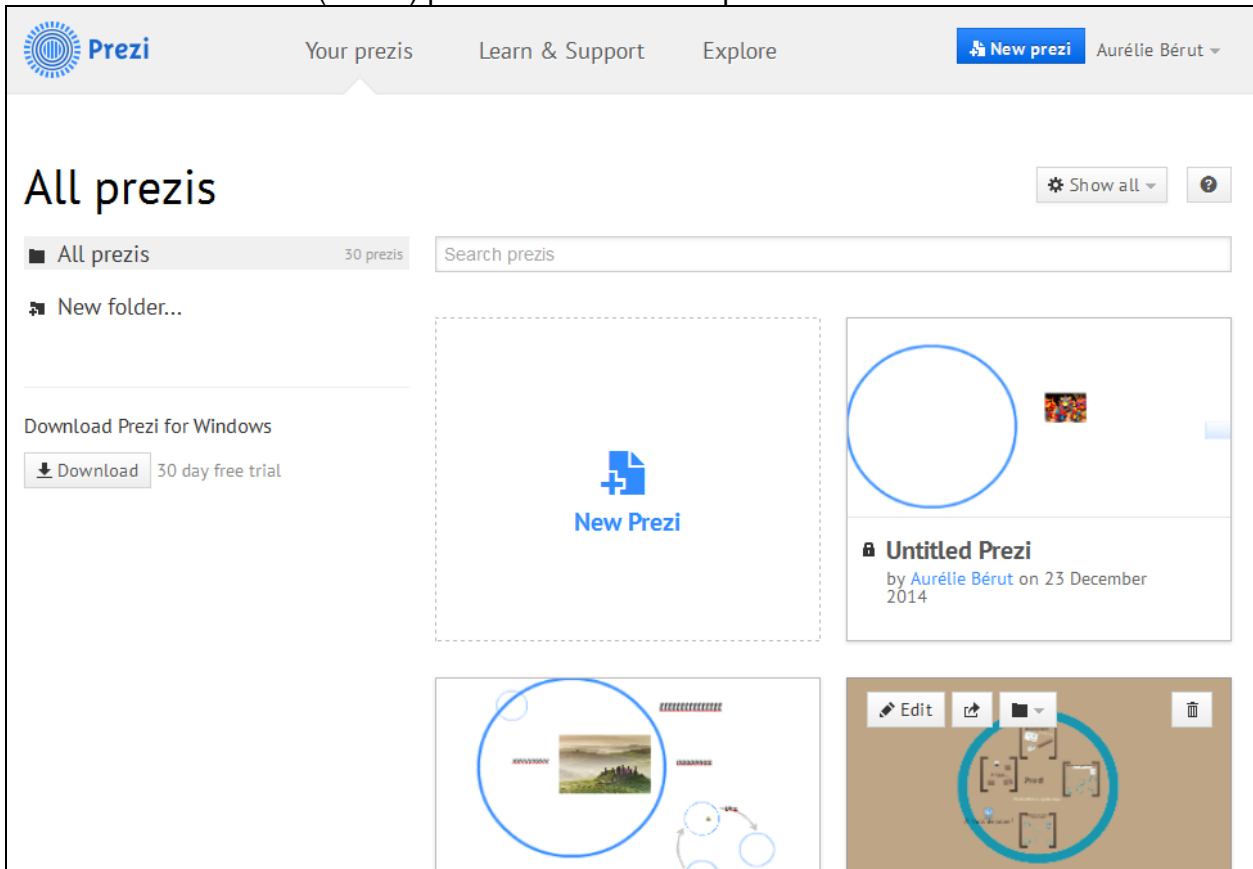 Prezi
Your prezis
Learn & Support
Explore
New prezi
Aurélie Bérut
All prezis
Show all
All prezis
30 prezis
Search prezis
New folder...
Download Prezi for Windows
Download
30 day free trial
New Prezi
Untitled Prezi
by Aurélie Bérut on 23 December
2014
Edit
Prezi